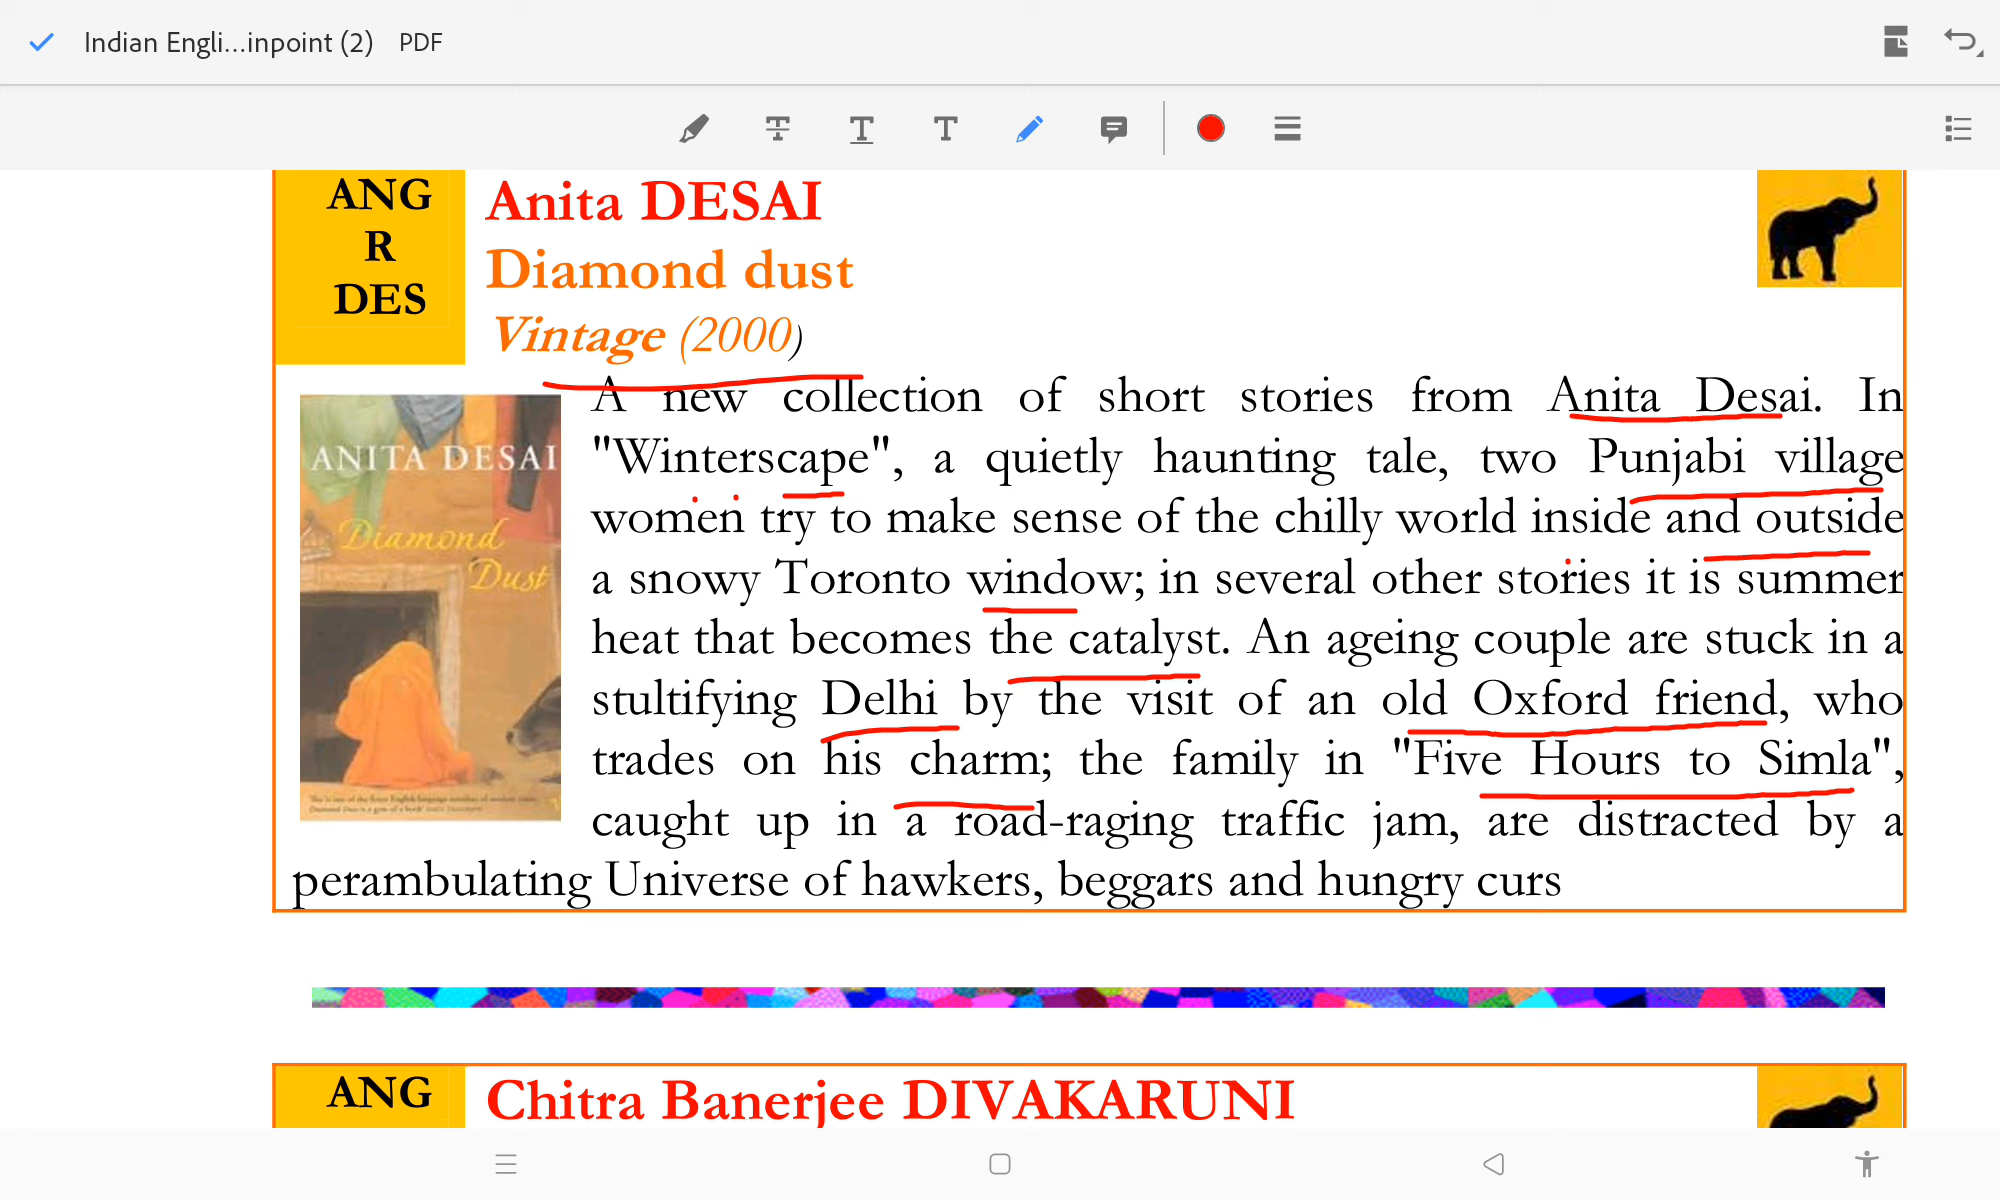 Indian Engli...inpoint (2) PDF
ANG
R
DES
Anita DESAI
Diamond dust
Vintage (2000)
ANITA DESAI
Diamond
Dust
A new collection of short stories from Anita Desai. In
"Winterscape", a quietly haunting tale, two Punjabi village
women try to make sense of the chilly world inside and outside
a snowy Toronto window; in several other stories it is summer
heat that becomes the catalyst. An ageing couple are stuck in a
stultifying Delhi by the visit of an old Oxford friend, who
trades on his charm; the family in "Five Hours to Simla",
caught up in a road-raging traffic jam, are distracted by a
perambulating Universe of hawkers, beggars and hungry curs
ANG
Chitra Banerjee DIVAKARUNI